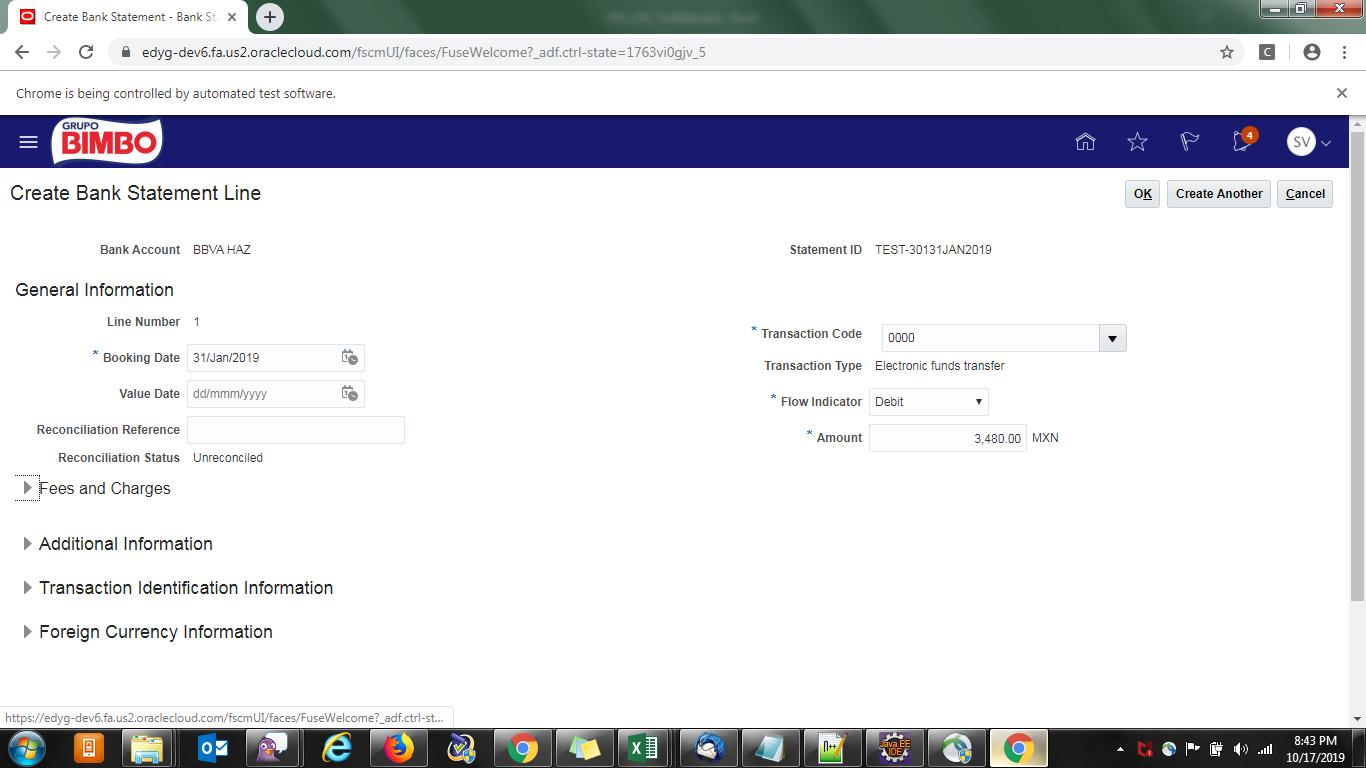 Create Bank Statement - Bank St
edyg-dev6.fa.us2.oraclecloud.com/fscmUI/faces/FuseWelcome?_adf.ctrl-state=1763vi0gjv_5
C
Chrome is being controlled by automated test software.
GRUPO
BIMBO
4
SV
Create Bank Statement Line
OK
Create Another
Cancel
Bank Account BBVA HAZ
Statement ID TEST-30131JAN2019
General Information
Line Number 1
* Transaction Code 0000
* Booking Date 31/Jan/2019
Transaction Type Electronic funds transfer
Value Date dd/mmm/yyyy
* Flow Indicator Debit
Reconciliation Reference
* Amount 3,480.00 MXN
Reconciliation Status Unreconciled
Fees and Charges
Additional Information
Transaction Identification Information
Foreign Currency Information
https://edyg-dev6.fa.us2.oraclecloud.com/fscmUI/faces/FuseWelcome?_adf.ctrl-st...
Java EE
IDE
8:43 PM
10/17/2019